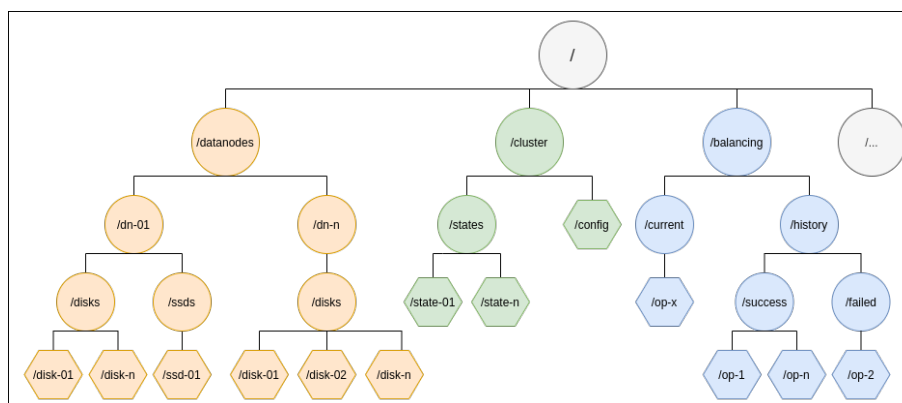 /
/datanodes
/cluster
/balancing
/...
/dn-01
/dn-n
/states
/config
/current
/history
/disks
/ssds
/disks
/state-01
/state-n
/op-x
/success
/failed
/disk-01
/disk-n
/ssd-01
/disk-01
/disk-02
/disk-n
/op-1
/op-n
/op-2